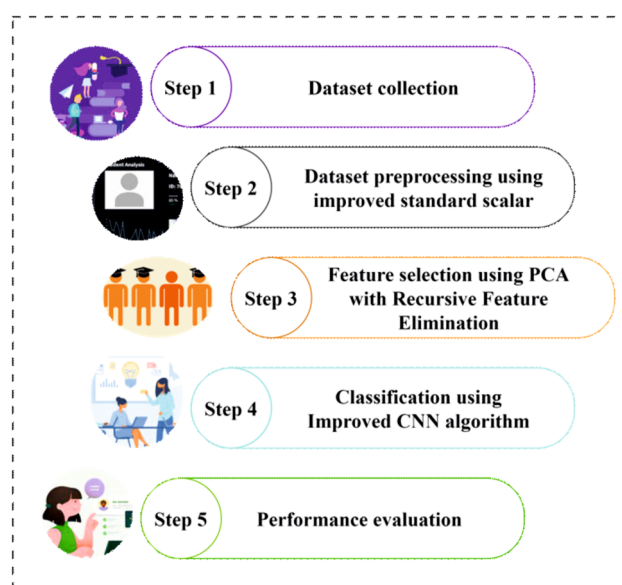 Step 1
Dataset collection
Step 2
Dataset preprocessing using
improved standard scalar
Step 3
Feature selection using PCA
with Recursive Feature
Elimination
Step 4
Classification using
Improved CNN algorithm
Step 5
Performance evaluation